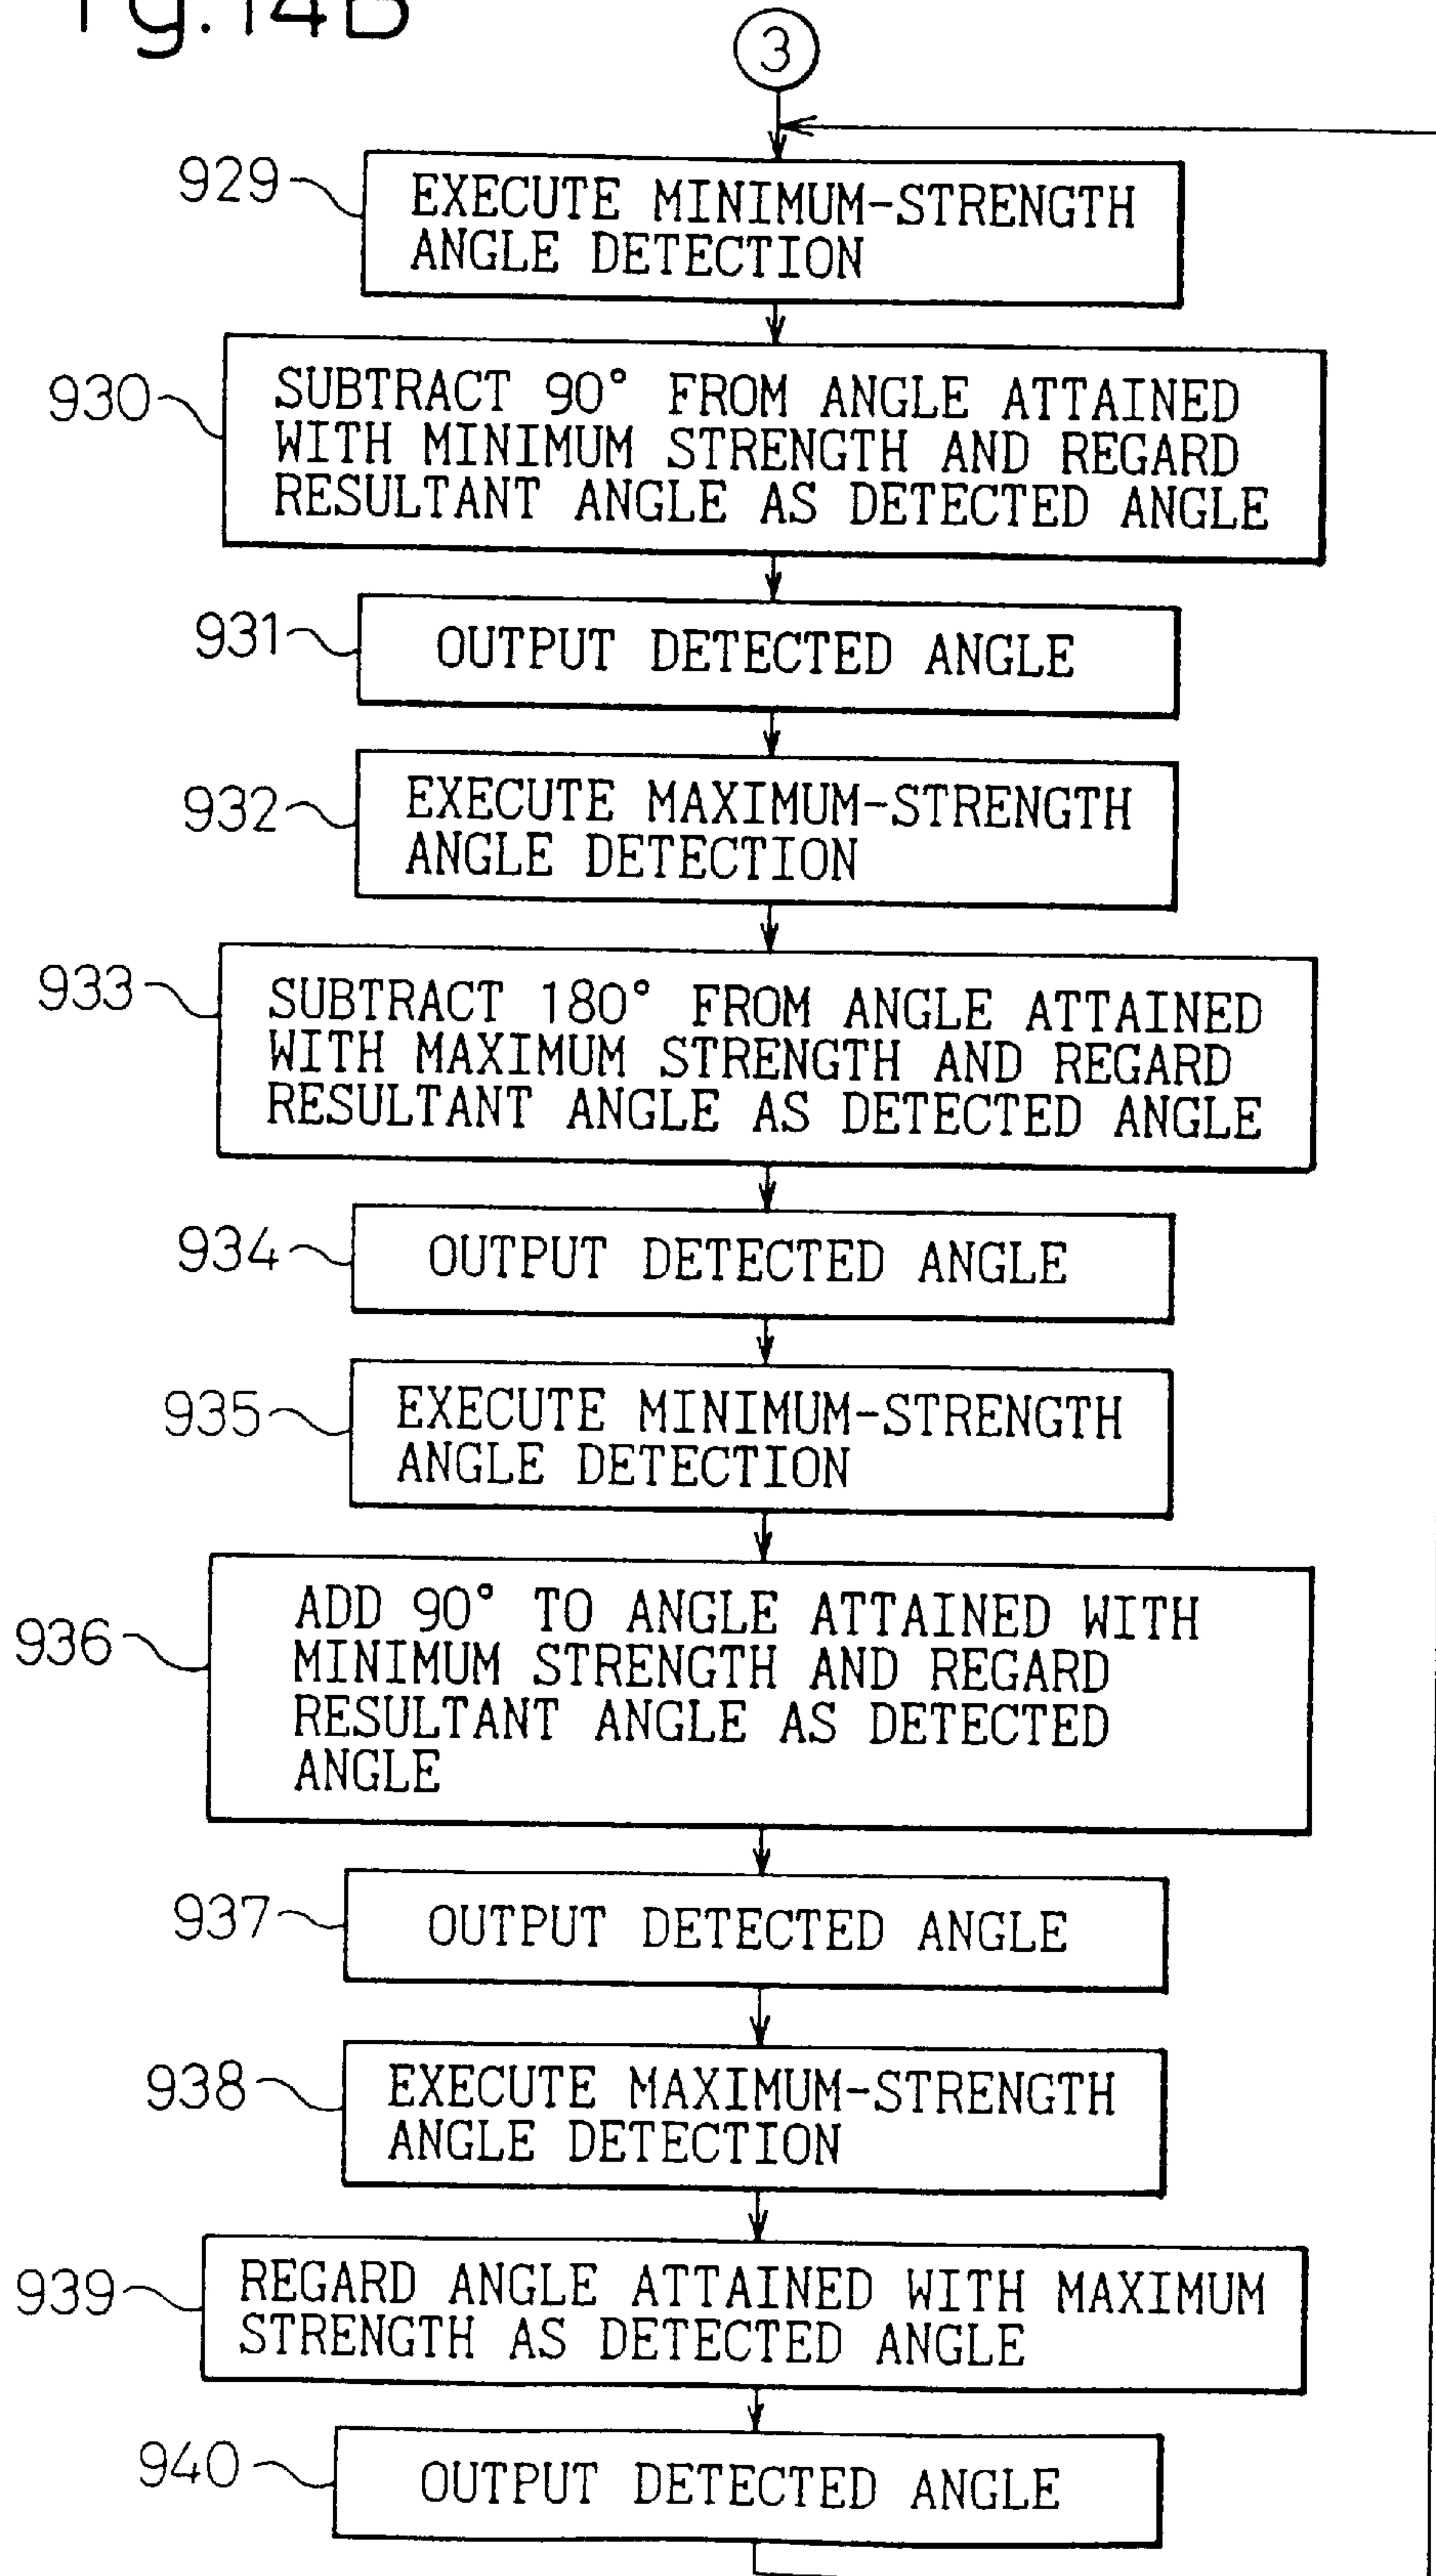 Fig. 14B
3
929
EXECUTE MINIMUM-STRENGTH
ANGLE DETECTION
930
SUBTRACT 90° FROM ANGLE ATTAINED
WITH MINIMUM STRENGTH AND REGARD
RESULTANT ANGLE AS DETECTED ANGLE
931
OUTPUT DETECTED ANGLE
932
EXECUTE MAXIMUM-STRENGTH
ANGLE DETECTION
933
SUBTRACT 180° FROM ANGLE ATTAINED
WITH MAXIMUM STRENGTH AND REGARD
RESULTANT ANGLE AS DETECTED ANGLE
934
OUTPUT DETECTED ANGLE
935
EXECUTE MINIMUM-STRENGTH
ANGLE DETECTION
936
ADD 90° TO ANGLE ATTAINED WITH
MINIMUM STRENGTH AND REGARD
RESULTANT ANGLE AS DETECTED
ANGLE
937
OUTPUT DETECTED ANGLE
938
EXECUTE MAXIMUM-STRENGTH
ANGLE DETECTION
939
REGARD ANGLE ATTAINED WITH MAXIMUM
STRENGTH AS DETECTED ANGLE
940
OUTPUT DETECTED ANGLE